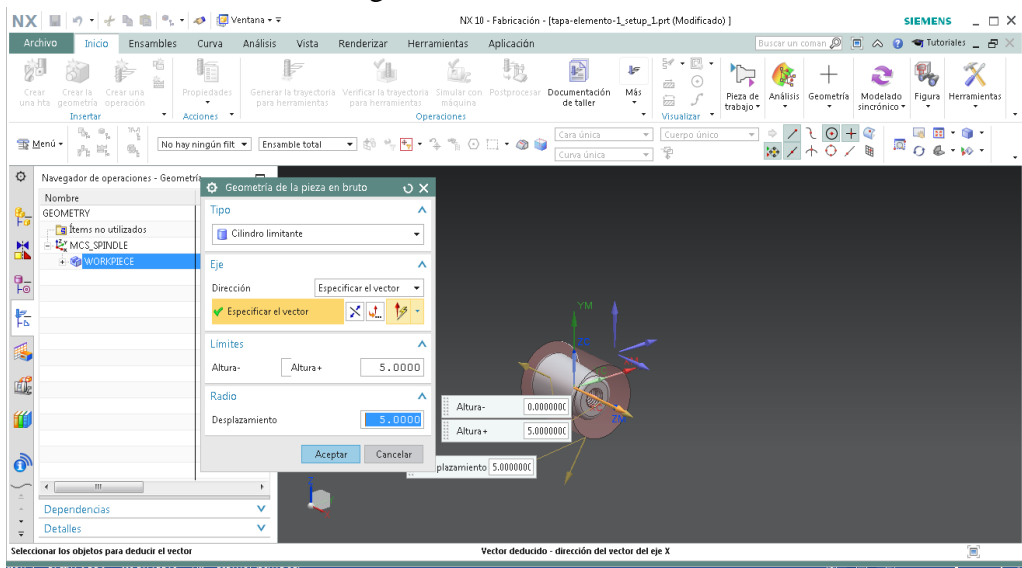 NX Ventana NX 10 - Fabricación - [tapa-elemento-1_setup_1.prt (Modificado) ] SIEMENS
Archivo Inicio Ensambles Curva Análisis Vista Renderizar Herramientas Aplicación Buscar un coman Tutoriales
Crear una hta Crear la geometría Crear una operación Propiedades Generar la trayectoria para herramientas Verificar la trayectoria para herramientas Simular con máquina Postprocesar Documentación de taller Más Pieza de trabajo Análisis Geometría Modelado sincrónico Figura Herramientas
Insertar Acciones Operaciones Visualizar
Menú No hay ningún filt Ensamble total Cara única Cuerpo único
Curva única
Navegador de operaciones - Geometría
Nombre
GEOMETRY
Ítems no utilizados
MCS_SPINDLE
WORKPIECE
Dependencias
Detalles
Geometría de la pieza en bruto
Tipo
Cilindro limitante
Eje
Dirección Especificar el vector
Especificar el vector
Límites
Altura- Altura+ 5.0000
Radio
Desplazamiento 5.0000
Aceptar Cancelar
YM
ZM
Altura- 0.000000(
Altura+ 5.000000(
plazamiento 5.000000(
Seleccionar los objetos para deducir el vector Vector deducido - dirección del vector del eje X